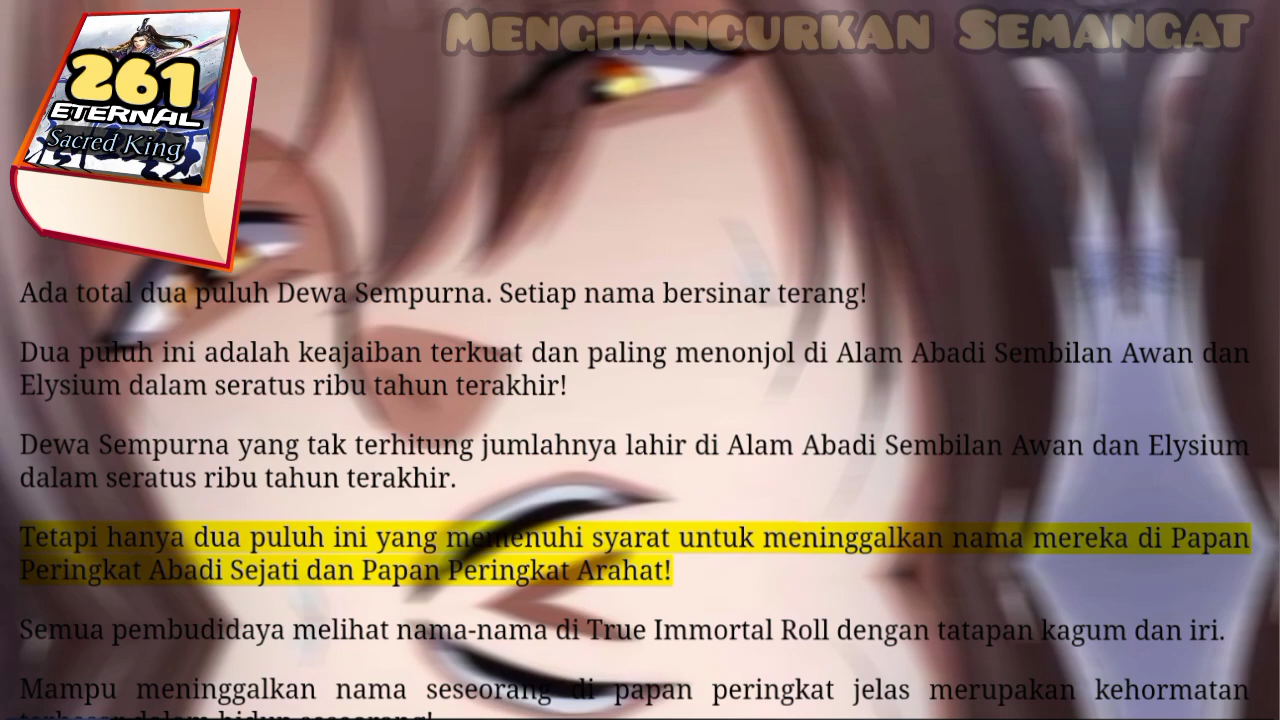 Menghancurkan Semangat
261
ETERNAL
Sacred King
Ada total dua puluh Dewa Sempurna. Setiap nama bersinar terang!
Dua puluh ini adalah keajaiban terkuat dan paling menonjol di Alam Abadi Sembilan Awan dan
Elysium dalam seratus ribu tahun terakhir!
Dewa Sempurna yang tak terhitung jumlahnya lahir di Alam Abadi Sembilan Awan dan Elysium
dalam seratus ribu tahun terakhir.
Tetapi hanya dua puluh ini yang memenuhi syarat untuk meninggalkan nama mereka di Papan
Peringkat Abadi Sejati dan Papan Peringkat Arahat!
Semua pembudidaya melihat nama-nama di True Immortal Roll dengan tatapan kagum dan iri.
Mampu meninggalkan nama seseorang di papan peringkat jelas merupakan kehormatan
terbesar dalam hidup seseorang!